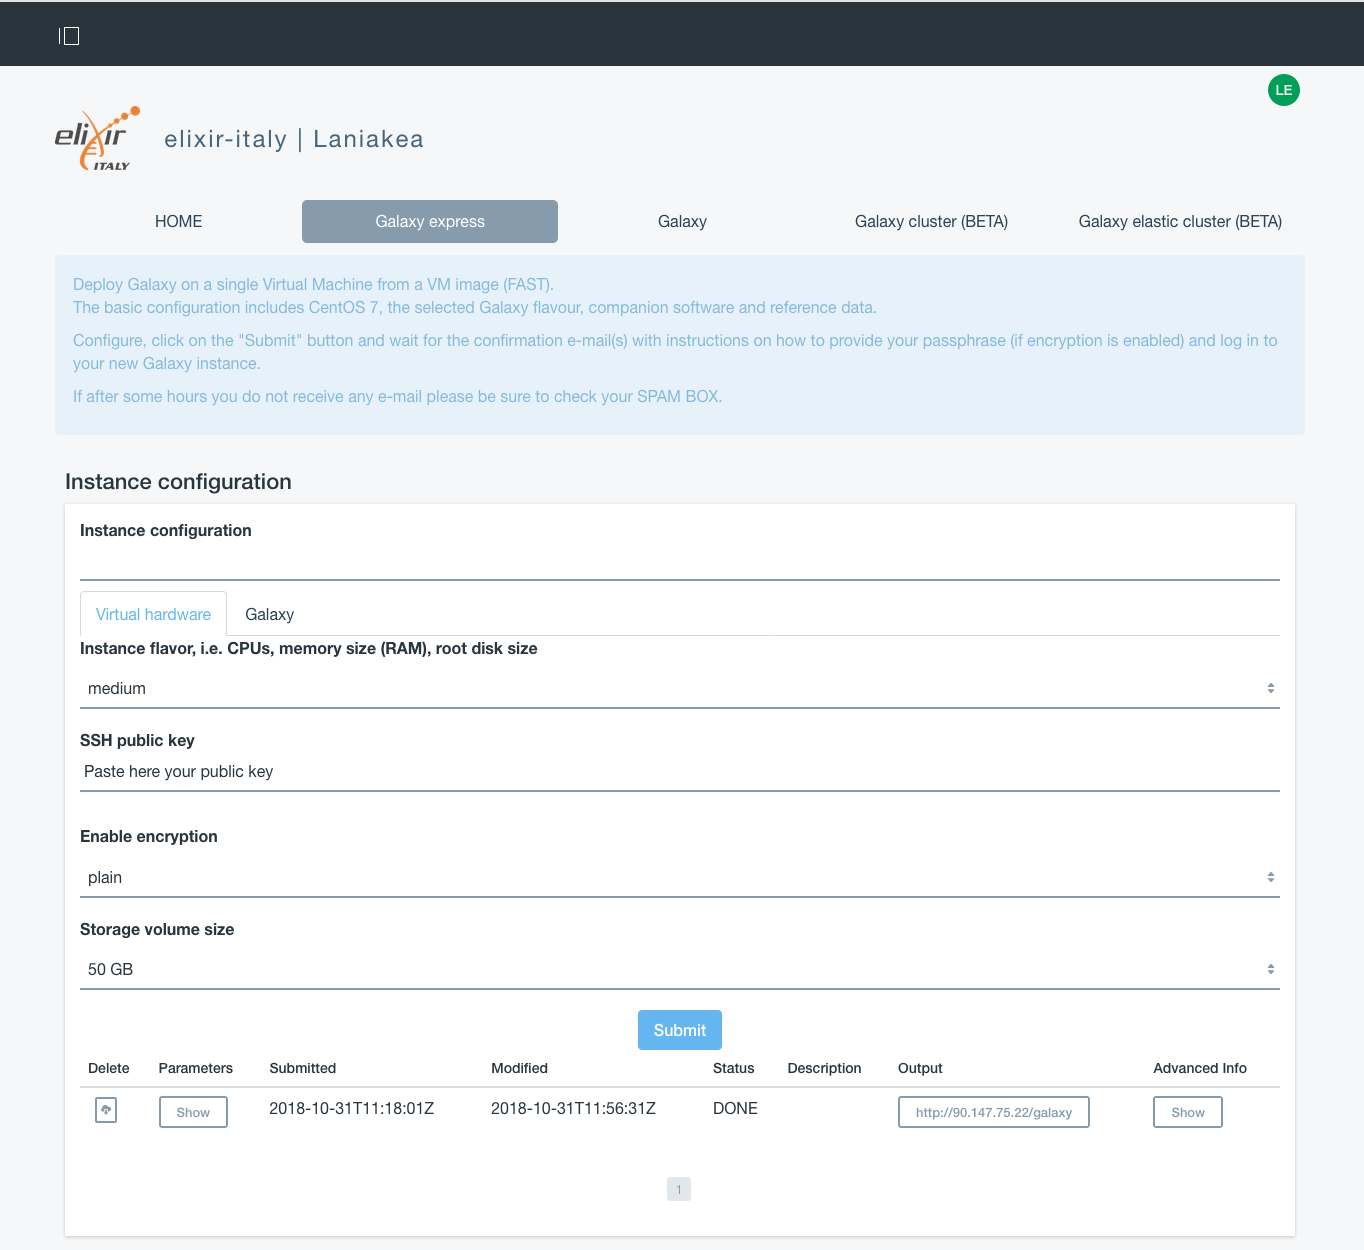 LE
elixir
ITALY
elixir-italy | Laniakea
HOME Galaxy express Galaxy Galaxy cluster (BETA) Galaxy elastic cluster (BETA)
Deploy Galaxy on a single Virtual Machine from a VM image (FAST).
The basic configuration includes CentOS 7, the selected Galaxy flavour, companion software and reference data.
Configure, click on the "Submit" button and wait for the confirmation e-mail(s) with instructions on how to provide your passphrase (if encryption is enabled) and log in to
your new Galaxy instance.
If after some hours you do not receive any e-mail please be sure to check your SPAM BOX.
Instance configuration
Instance configuration
Virtual hardware Galaxy
Instance flavor, i.e. CPUs, memory size (RAM), root disk size
medium
SSH public key
Paste here your public key
Enable encryption
plain
Storage volume size
50 GB
Submit
Delete Parameters Submitted Modified Status Description Output Advanced Info
Show 2018-10-31T11:18:01Z 2018-10-31T11:56:31Z DONE http://90.147.75.22/galaxy Show
1